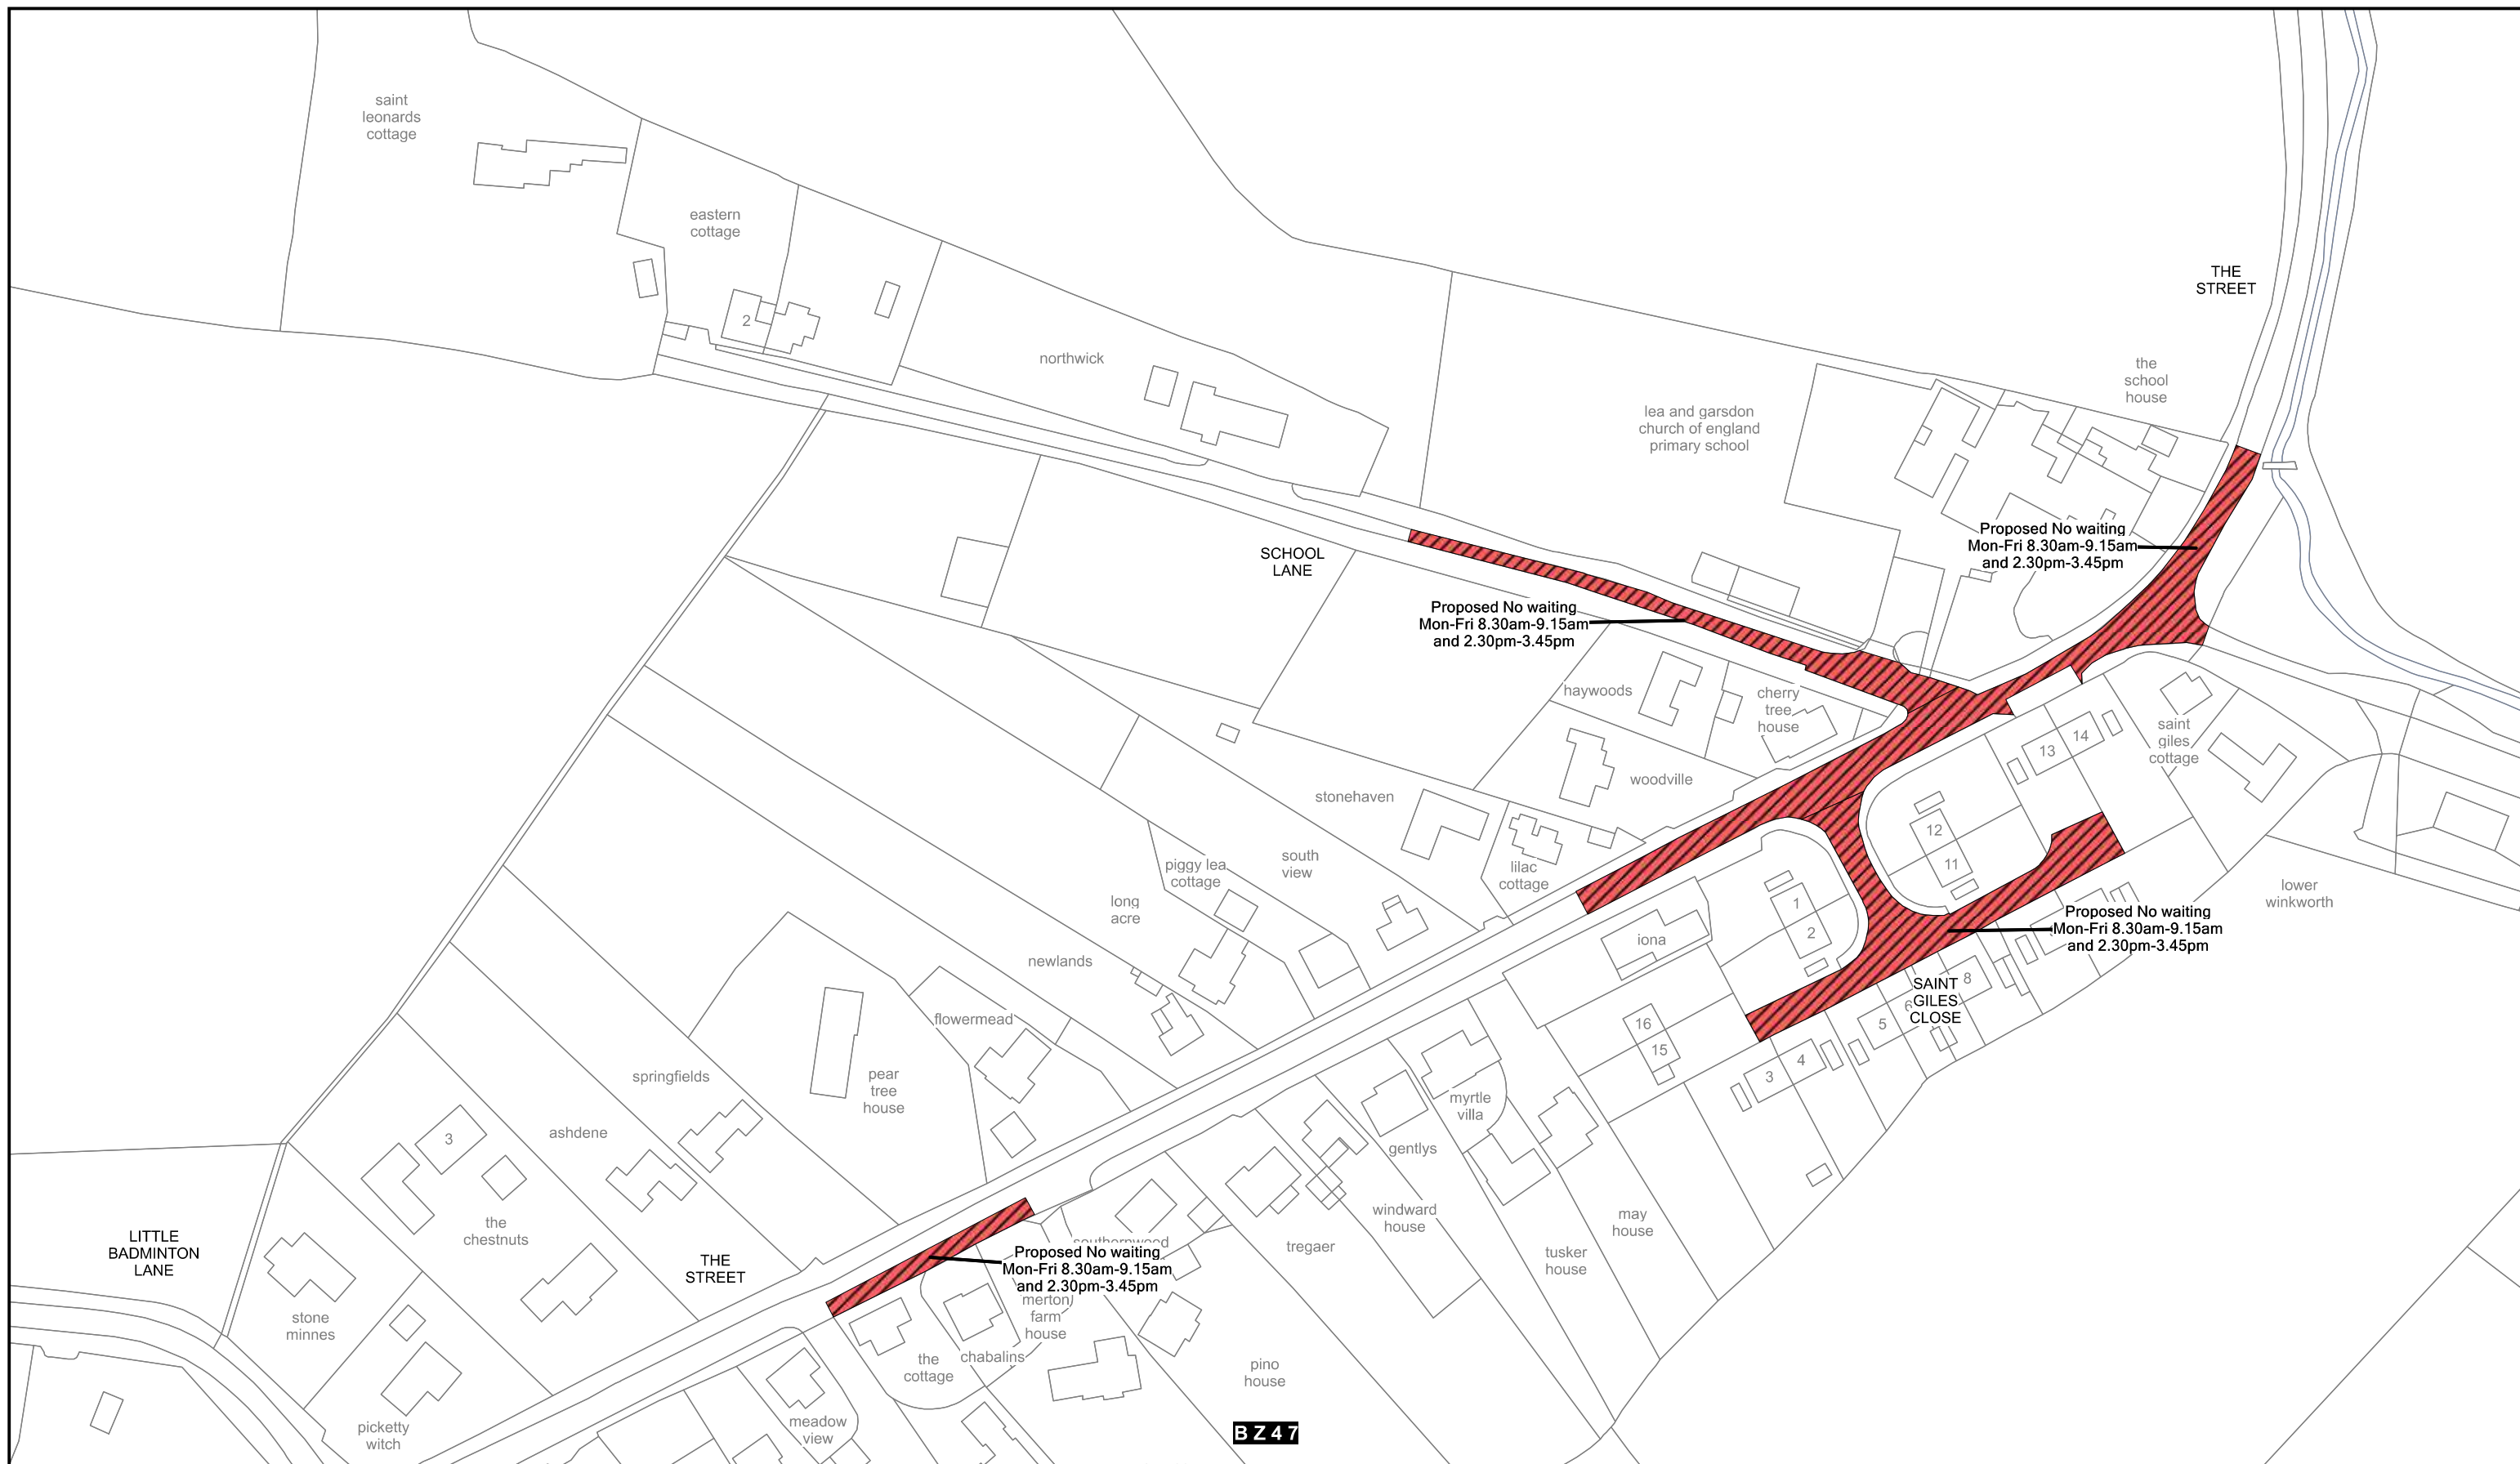 saint
leonards
cottage
eastern
cottage
2
northwick
THE
STREET
the
school
house
lea and garsdon
church of england
primary school
Proposed No waiting
Mon-Fri 8.30am-9.15am
and 2.30pm-3.45pm
SCHOOL
LANE
Proposed No waiting
Mon-Fri 8.30am-9.15am
and 2.30pm-3.45pm
haywoods
cherry
tree
house
woodville
saint
giles
cottage
13
14
12
11
stonehaven
lilac
cottage
south
view
piggy lea
cottage
long
acre
newlands
lower
winkworth
Proposed No waiting
Mon-Fri 8.30am-9.15am
and 2.30pm-3.45pm
1
2
iona
SAINT
GILES
CLOSE
8
6
5
4
3
16
15
flowermead
pear
tree
house
springfields
ashdene
3
the
chestnuts
myrtle
villa
gentlys
windward
house
may
house
tusker
house
tregaer
southernwood
Proposed No waiting
Mon-Fri 8.30am-9.15am
and 2.30pm-3.45pm
merton
farm
house
LITTLE
BADMINTON
LANE
THE
STREET
stone
minnes
the
cottage
chabalins
pino
house
picketty
witch
meadow
view
BZ47